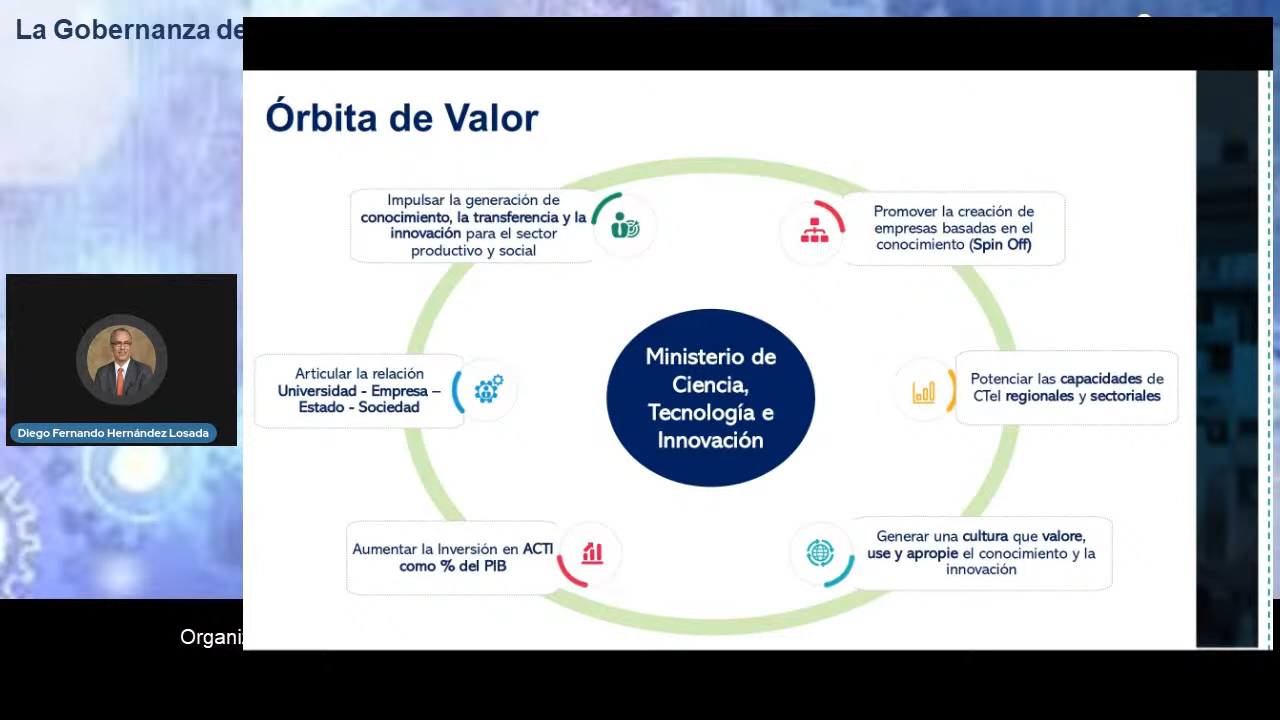 La Gobernanza de
Órbita de Valor
Impulsar la generación de
conocimiento, la transferencia y la
innovación para el sector
productivo y social
Promover la creación de
empresas basadas en el
conocimiento (Spin Off)
Articular la relación
Universidad - Empresa –
Estado - Sociedad
Ministerio de
Ciencia,
Tecnología e
Innovación
Potenciar las capacidades de
CTeI regionales y sectoriales
Diego Fernando Hernández Losada
Aumentar la Inversión en ACTI
como % del PIB
Generar una cultura que valore,
use y apropie el conocimiento y la
innovación
Organiz